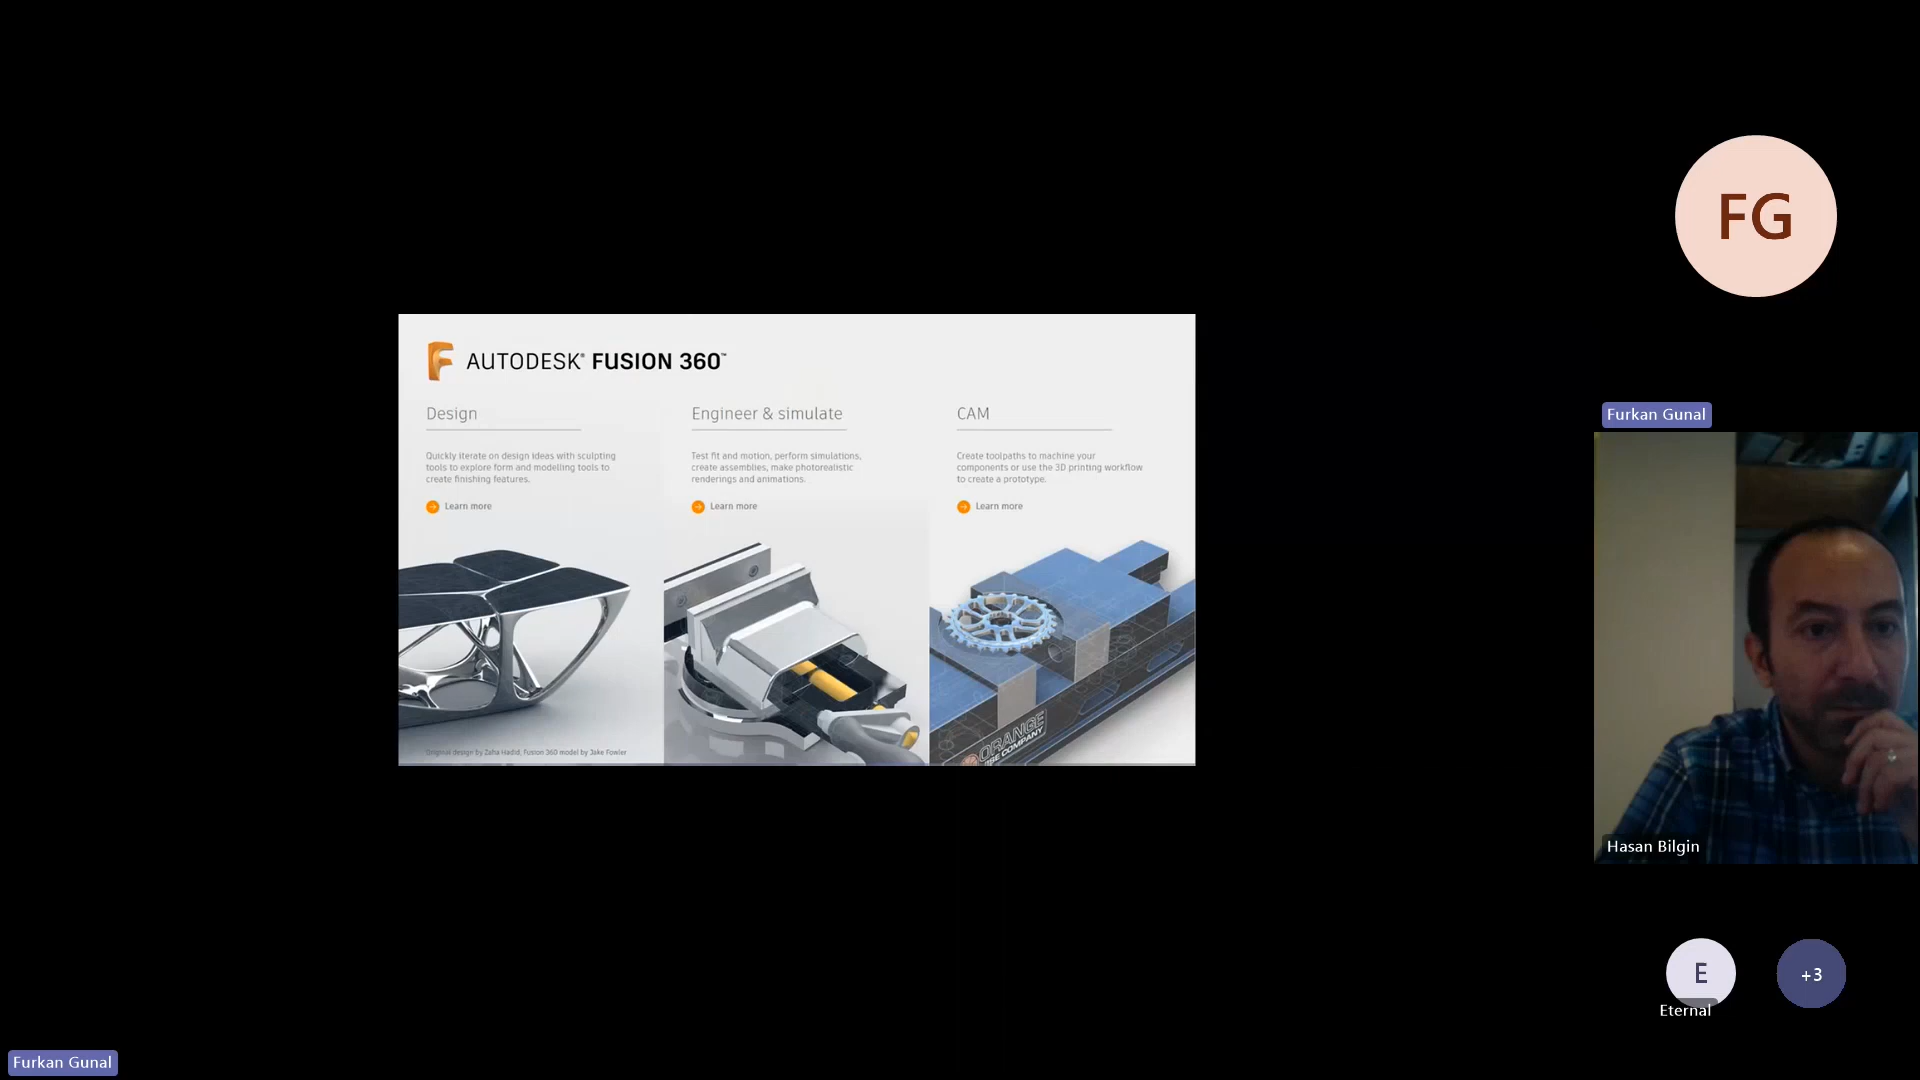 AUTODESK® FUSION 360™
Design
Quickly iterate on design ideas with sculpting
tools to explore form and modelling tools to
create finishing features.
Learn more
Engineer & simulate
Test fit and motion, perform simulations,
create assemblies, make photorealistic
renderings and animations.
Learn more
CAM
Create toolpaths to machine your
components or use the 3D printing workflow
to create a prototype.
Learn more
Original design by Zaha Hadid, Fusion 360 model by Jake Fowler
ORANGE
COMPANY
FG
Furkan Gunal
Hasan Bilgin
E
Eternal
+3
Furkan Gunal